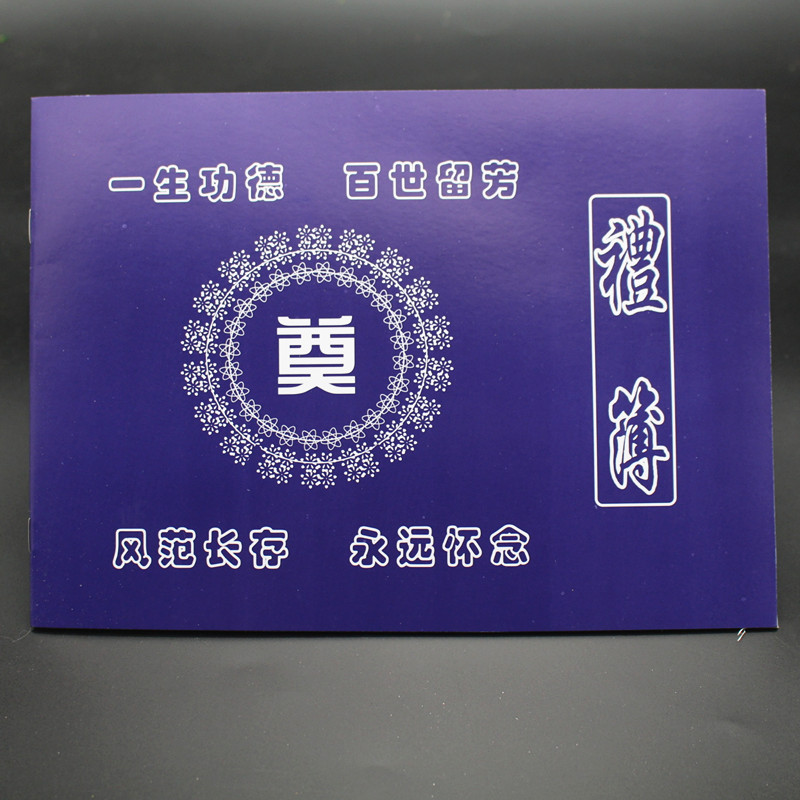 一生功德 百世留芳
奠
风范长存 永远怀念
禮簿